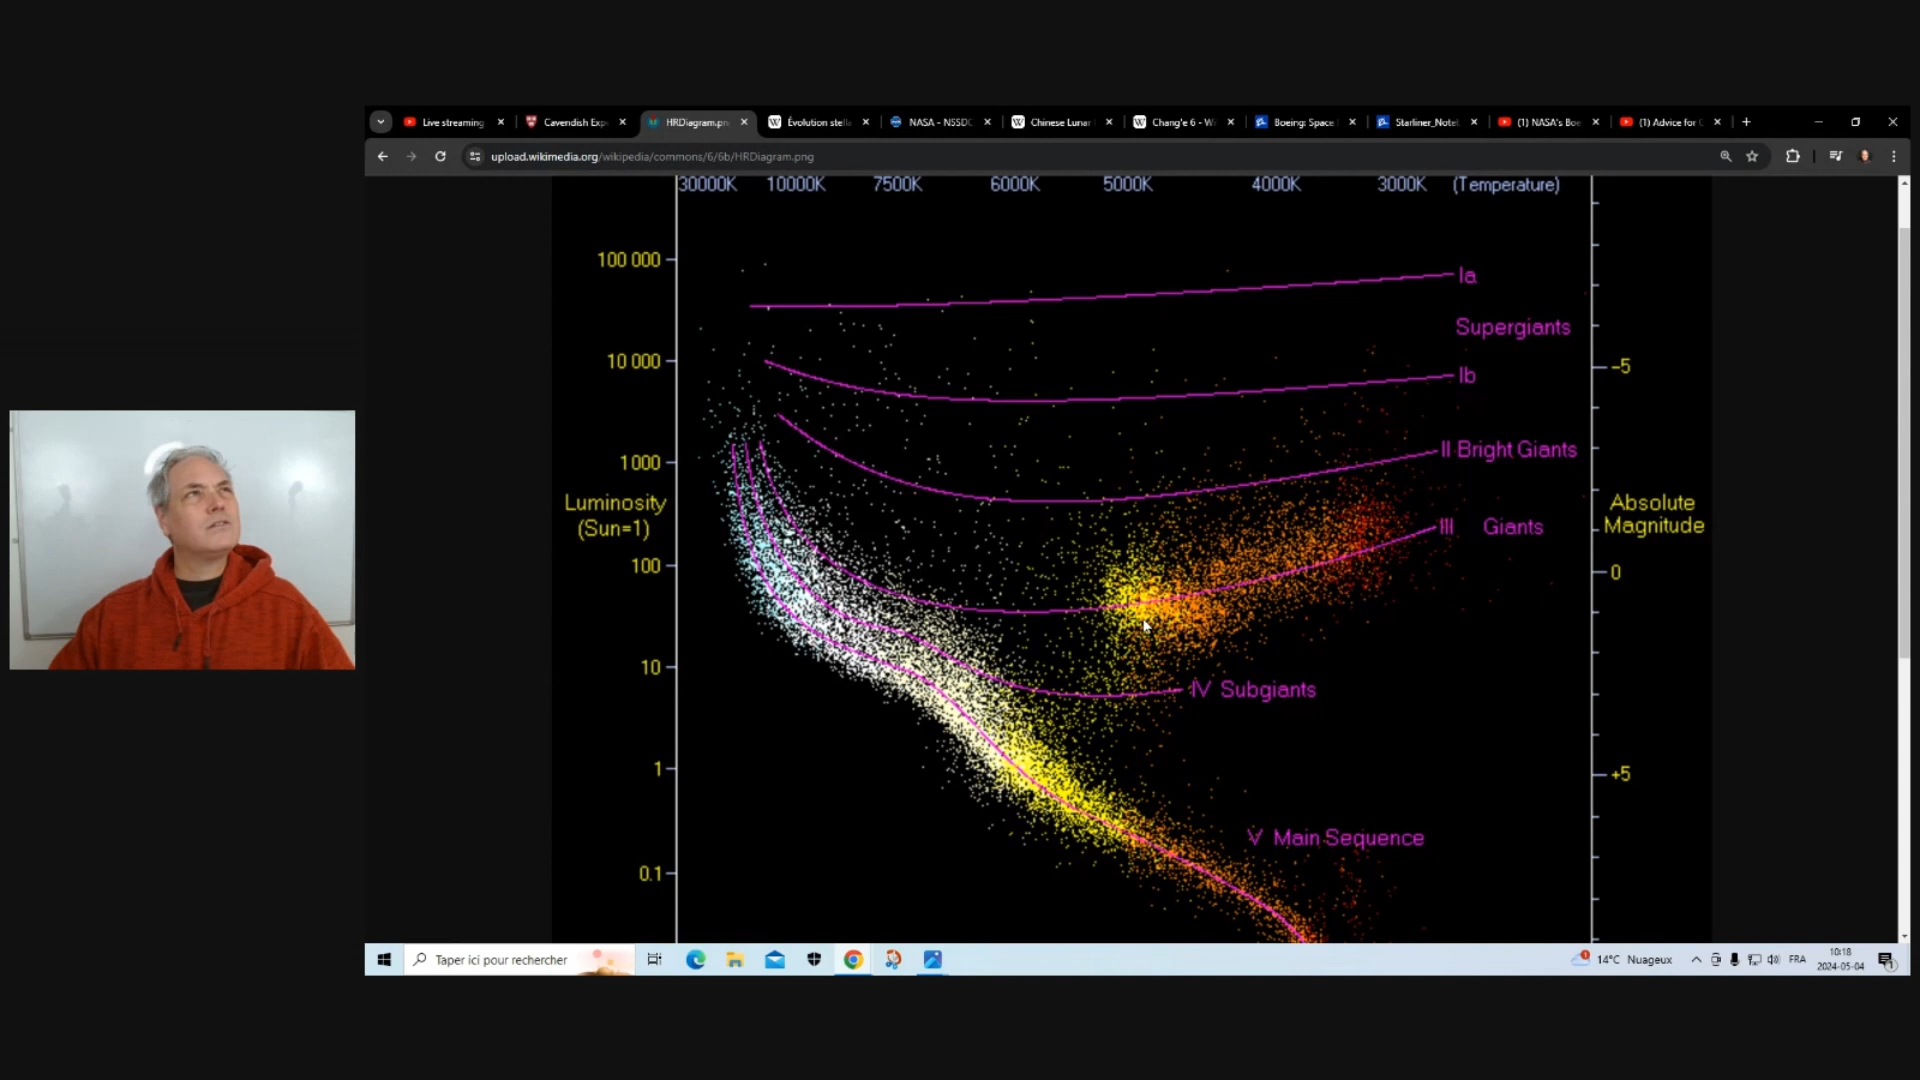 Live streaming
Cavendish Exp
HRDiagram.pn
Évolution stell
NASA - NSSDC
Chinese Lunar
Chang'e 6 - W
Boeing: Space
Starliner_Note
(1) NASA's Boe
(1) Advice for
upload.wikimedia.org/wikipedia/commons/6/6b/HRDiagram.png
30000K 10000K 7500K 6000K 5000K 4000K 3000K (Temperature)
100 000
Ia
Supergiants
10 000
-5
Ib
II Bright Giants
1 000
Luminosity
(Sun=1)
Absolute
Magnitude
III Giants
100
0
10
IV Subgiants
1
+5
V Main Sequence
0.1
Taper ici pour rechercher
14°C Nuageux
FRA
10:18
2024-05-04
1